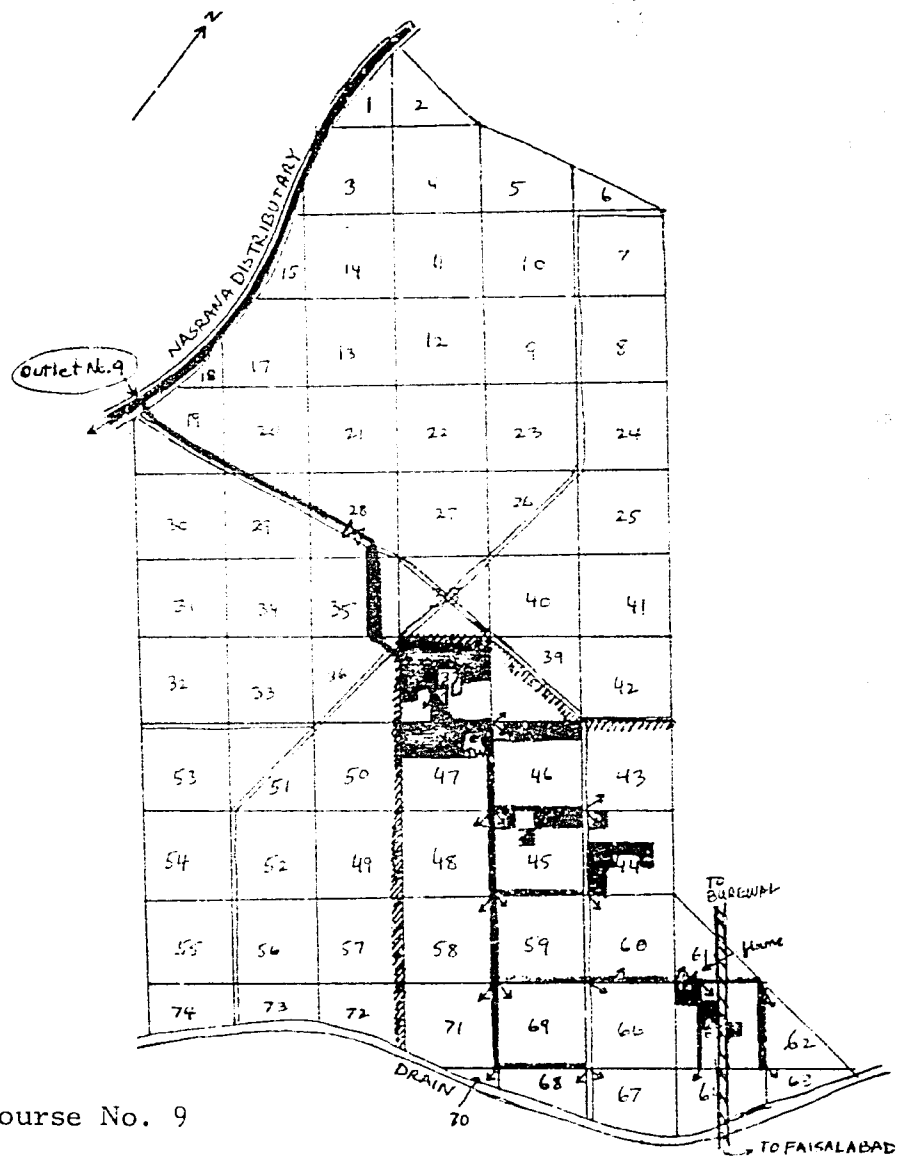 N
1 2
3 4 5 6
NASRANA DISTRIBUTARY
15 14 11 10 7
18 17 13 12 9 8
Outlet No. 9
19 20 21 22 23 24
30 29 28 27 26 25
31 34 35 40 41
32 33 36 37 39 42
53 51 50 47 46 43
54 52 49 48 45 44
TO
BUREWAL
55 56 57 58 59 60 61 flume
74 73 72 71 69 66 62
DRAIN 70 68 67 63
ourse No. 9
TO FAISALABAD